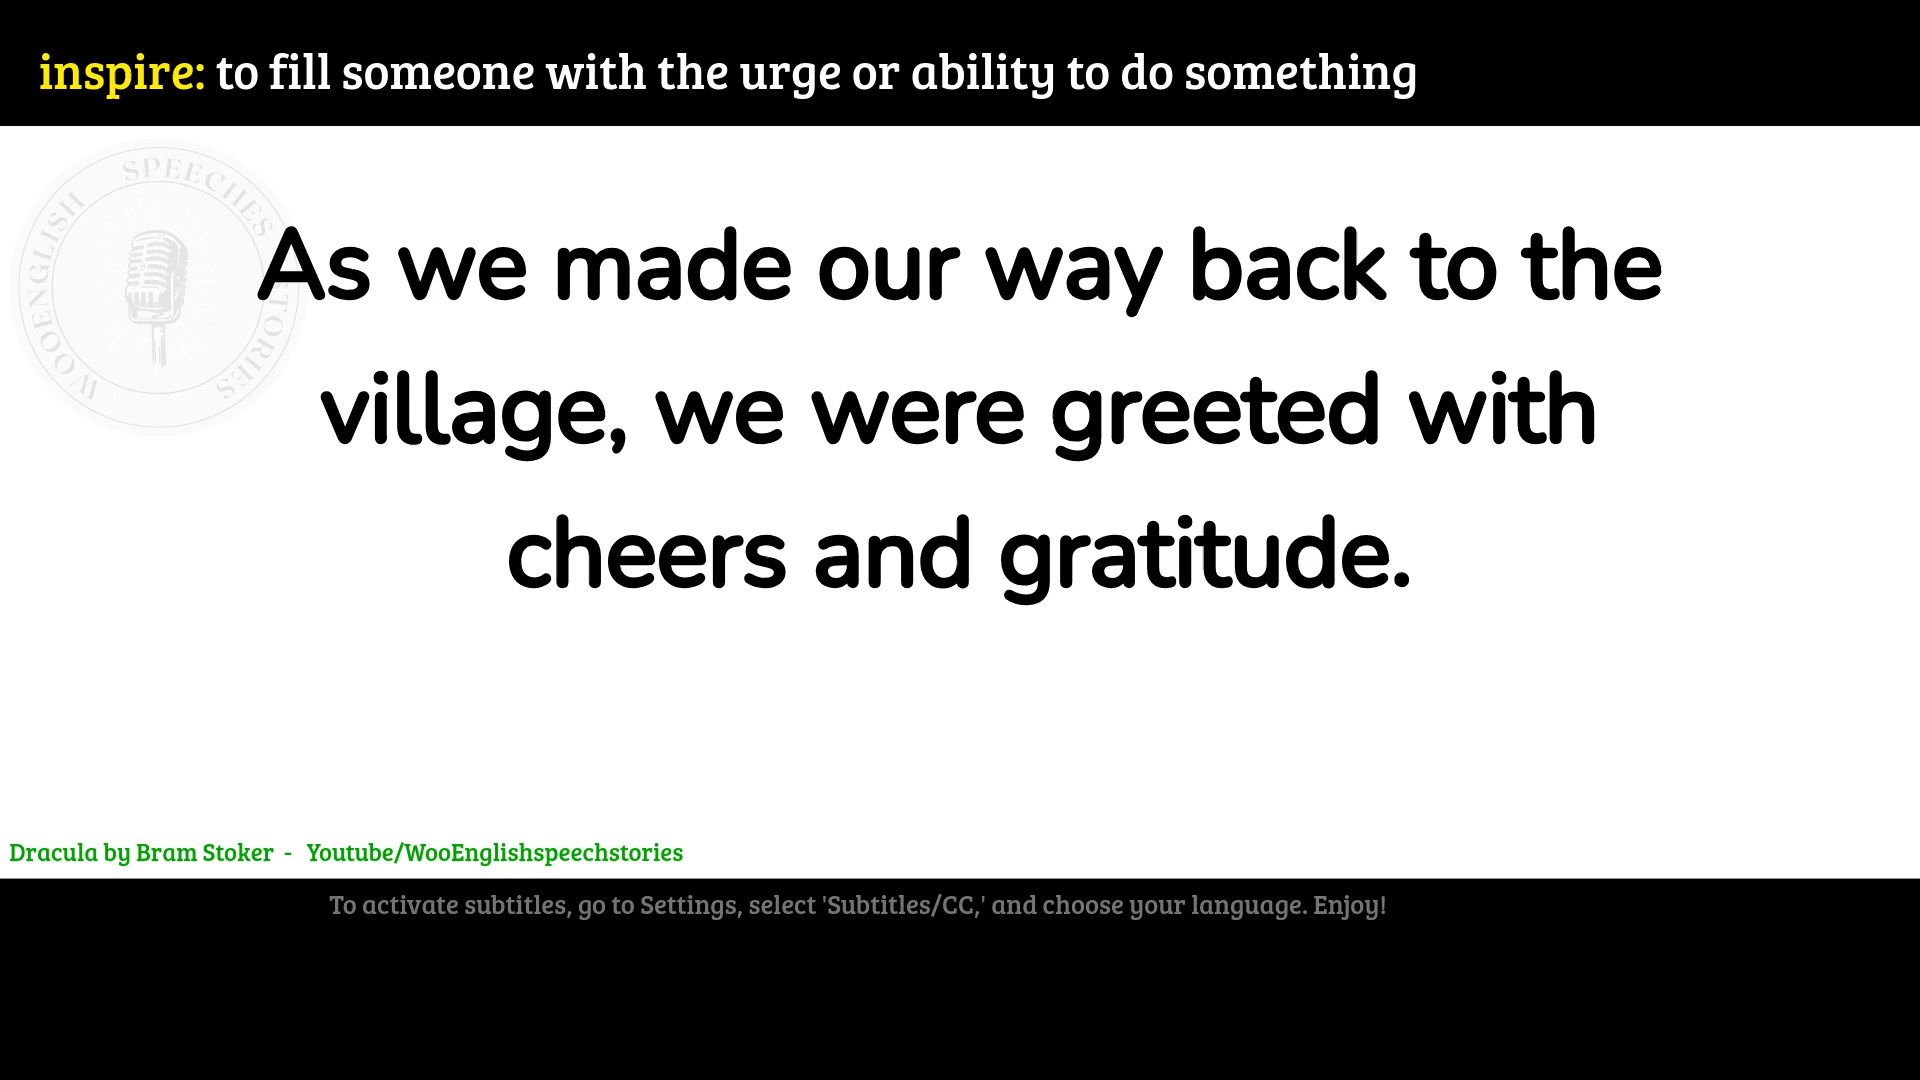 inspire: to fill someone with the urge or ability to do something
WOOENGLISH SPEECHES STORIES
As we made our way back to the
village, we were greeted with
cheers and gratitude.
Dracula by Bram Stoker - Youtube/WooEnglishspeechstories
To activate subtitles, go to Settings, select 'Subtitles/CC,' and choose your language. Enjoy!